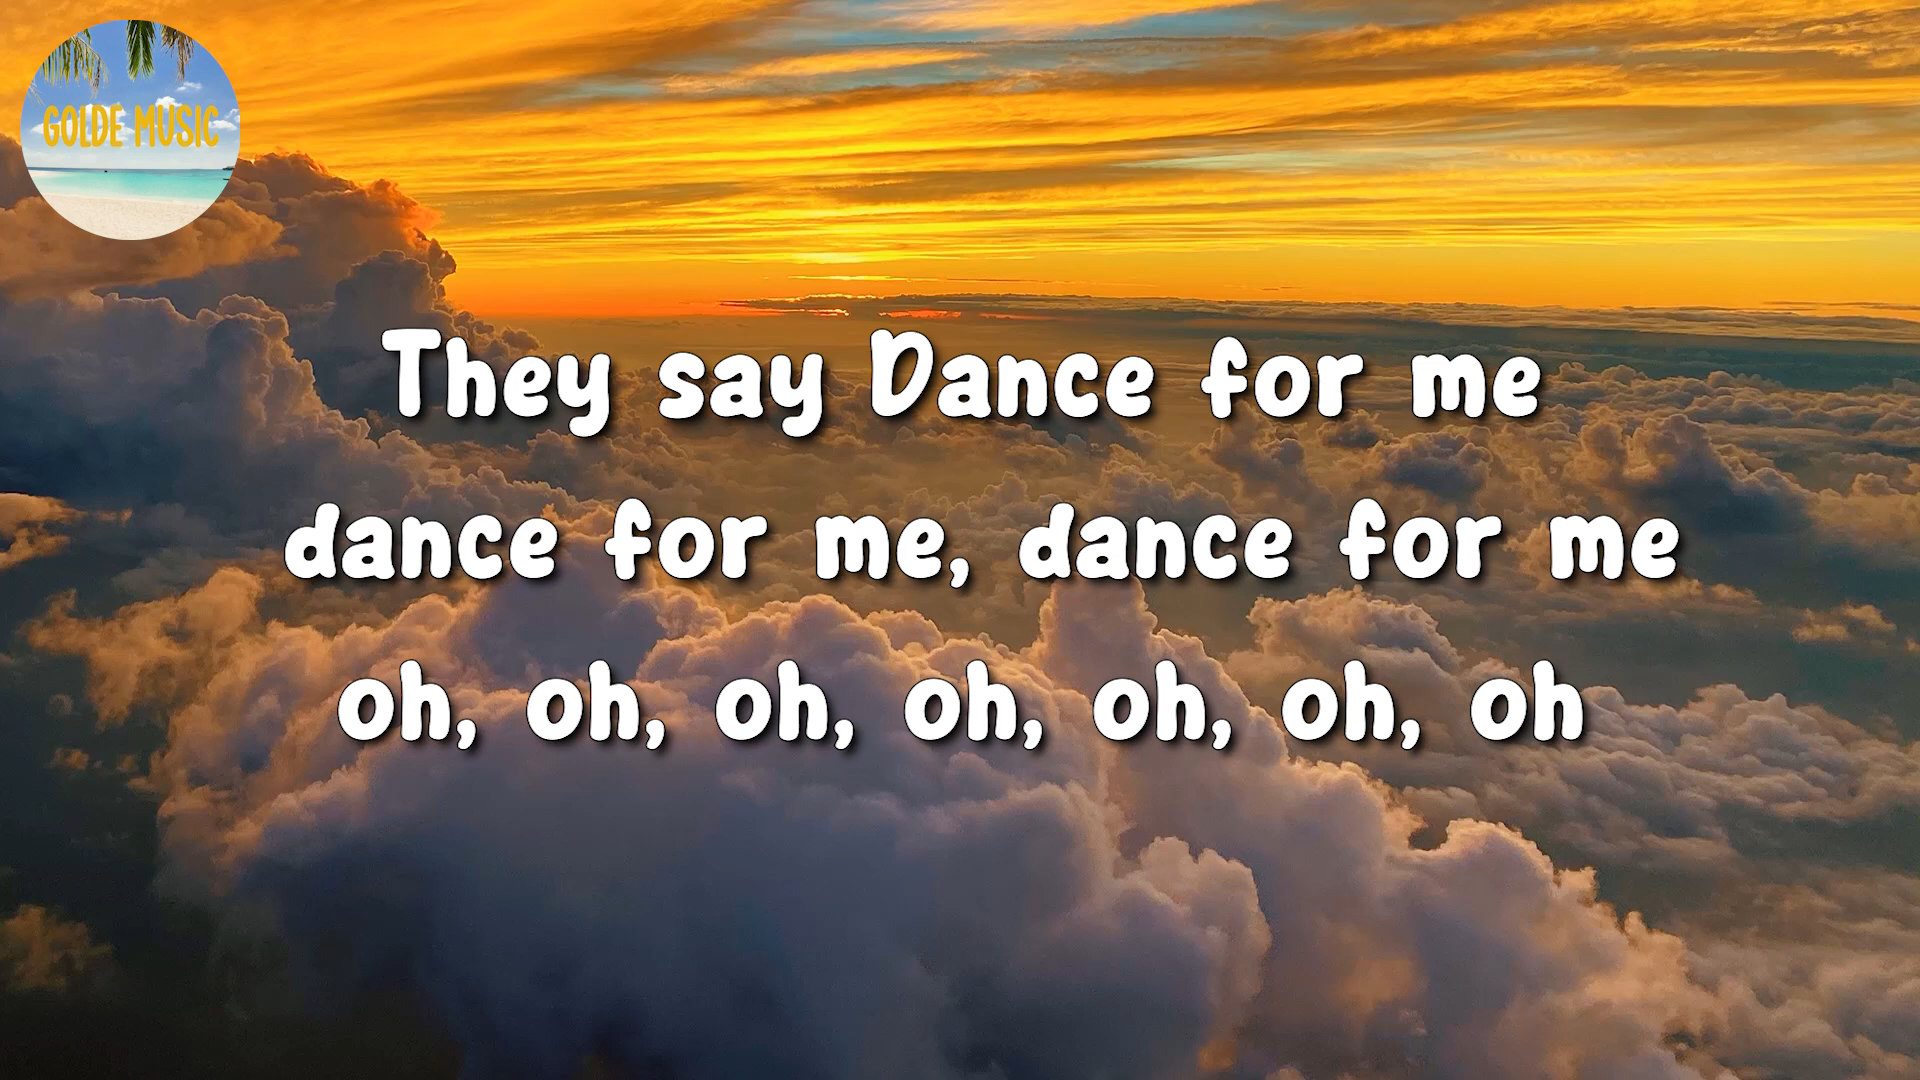 GOLDE MUSIC
They say Dance for me
dance for me, dance for me
oh, oh, oh, oh, oh, oh, oh